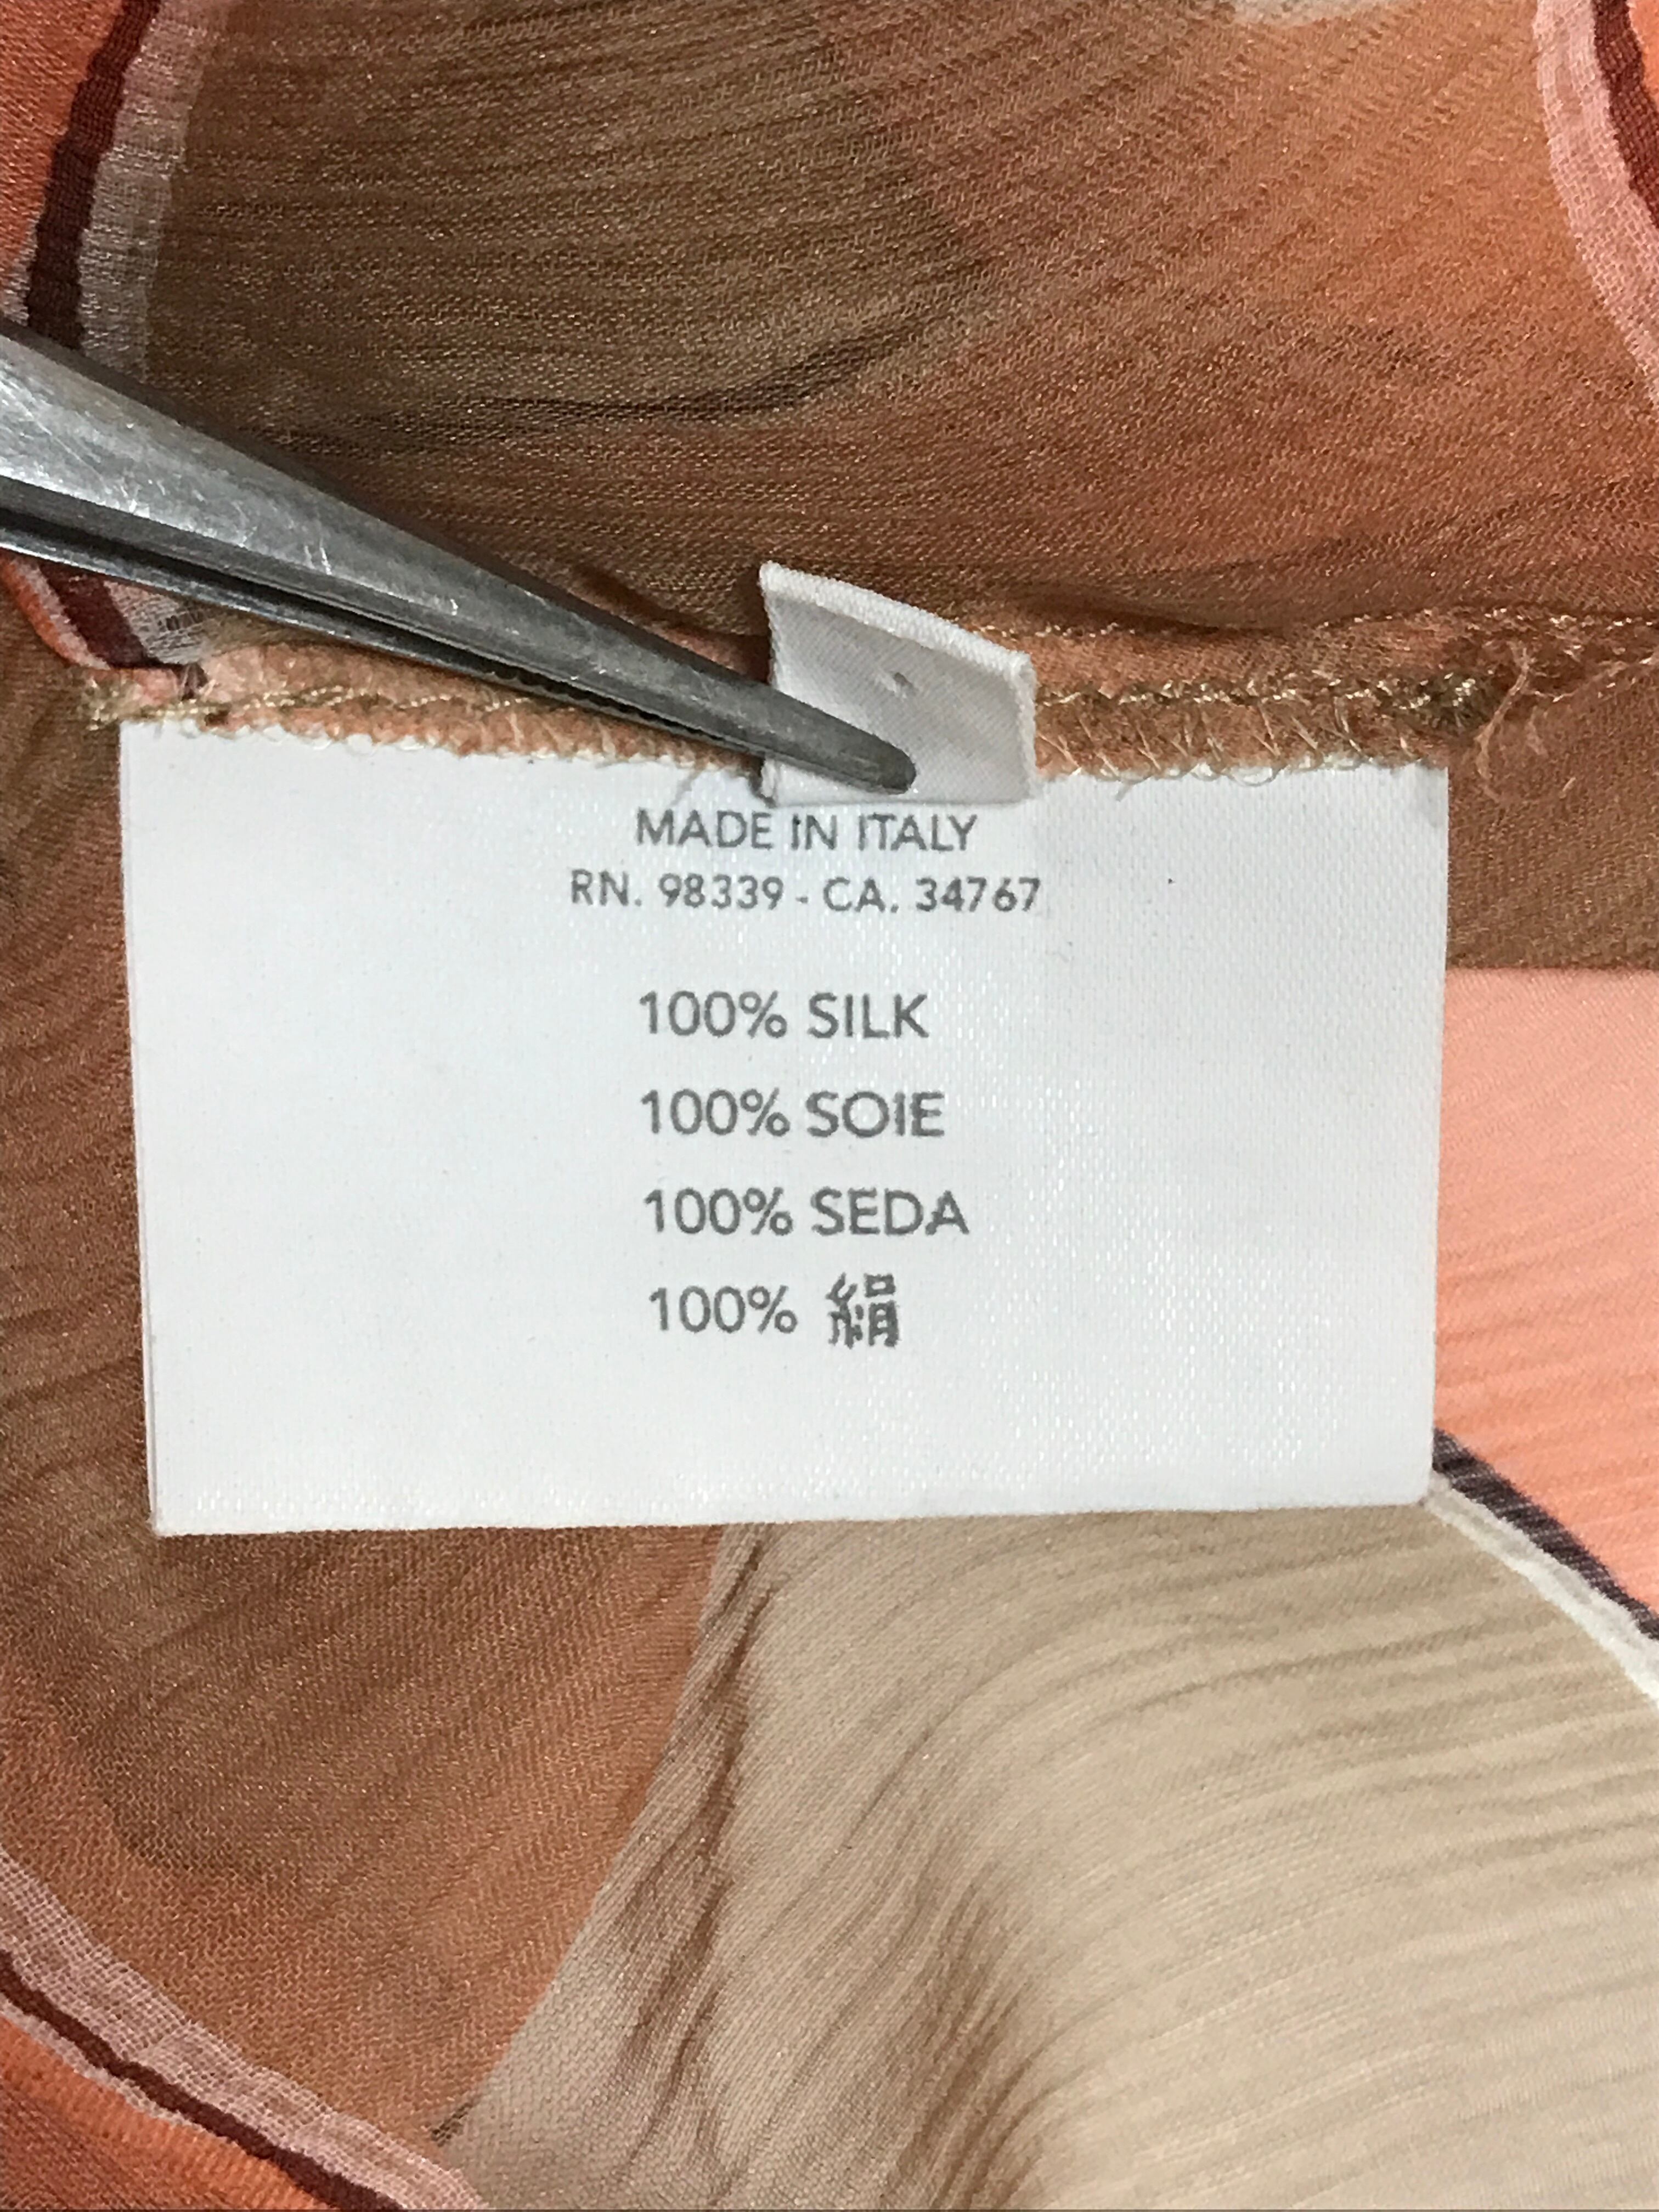 MADE IN ITALY
RN. 98339 - CA. 34767
100% SILK
100% SOIE
100% SEDA
100% 絹